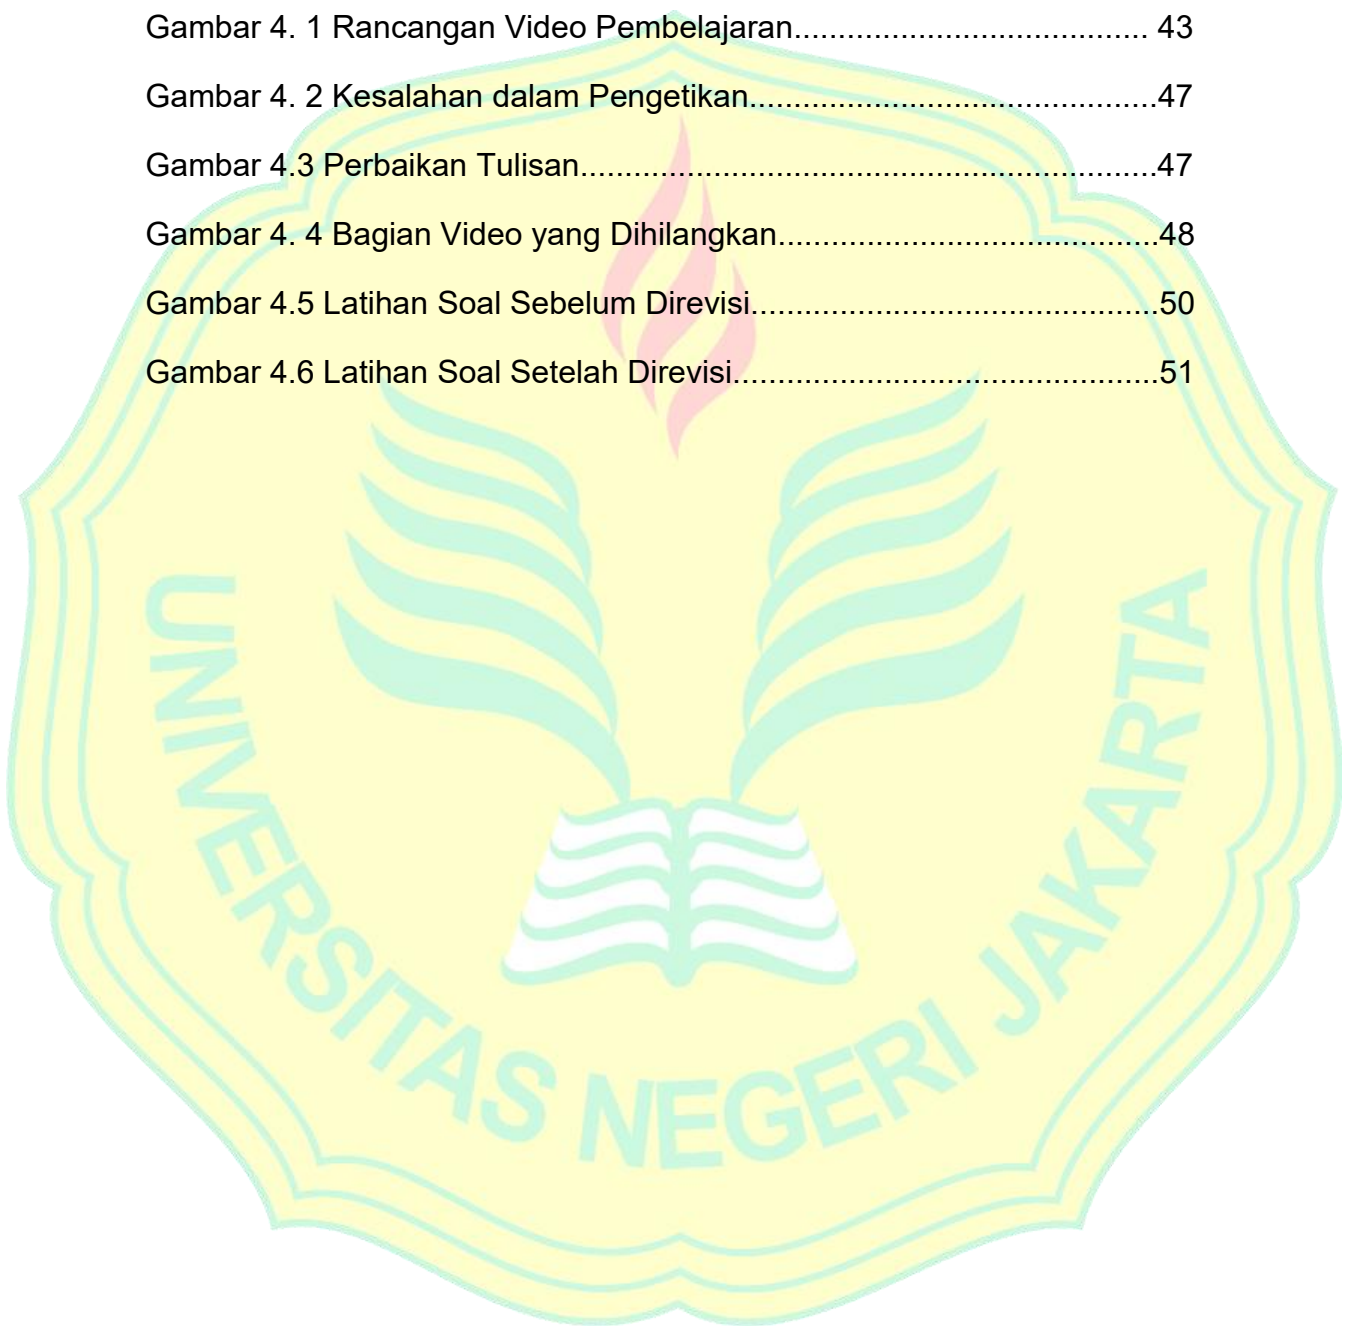 Gambar 4. 1 Rancangan Video Pembelajaran........................................ 43
Gambar 4. 2 Kesalahan dalam Pengetikan..............................................47
Gambar 4.3 Perbaikan Tulisan.................................................................47
Gambar 4. 4 Bagian Video yang Dihilangkan...........................................48
Gambar 4.5 Latihan Soal Sebelum Direvisi..............................................50
Gambar 4.6 Latihan Soal Setelah Direvisi................................................51
UNIVERSITAS NEGERI JAKARTA